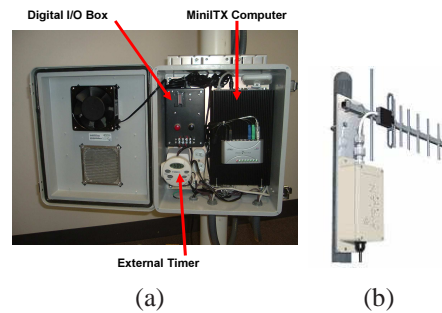 Digital I/O Box
MiniITX Computer
External Timer
(a)
(b)